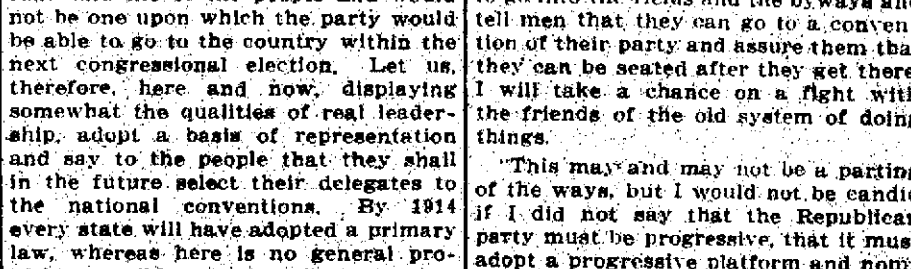 not be one upon which the party would
be able to go to the country within the
next congressional election. Let us,
therefore, here and now, displaying
somewhat the qualities of real leader-
ship, adopt a basis of representation
and say to the people that they shall
in the future select their delegates to
the national conventions. By 1914
every state will have adopted a primary
law, whereas here is no general pro-
tell men that they can go to a conven
tion of their party and assure them tha
they can be seated after they get there
I will take a chance on a fight with
the friends of the old system of doing
things.
"This may and may not be a parting
of the ways, but I would not be candi
if I did not say that the Republican
party must be progressive, that it mus
adopt a progressive platform and